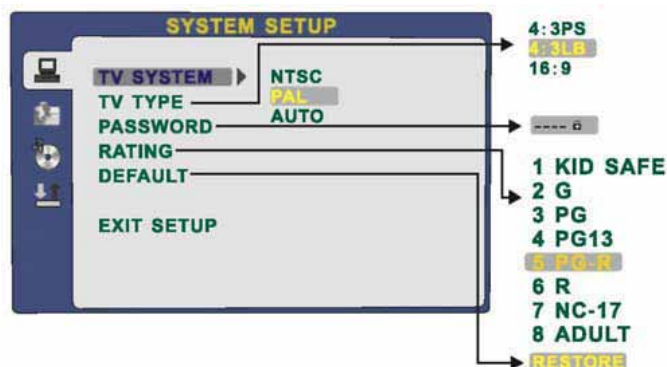 SYSTEM SETUP
TV SYSTEM
TV TYPE
PASSWORD
RATING
DEFAULT
EXIT SETUP
NTSC
PAL
AUTO
4:3PS
4:3LB
16:9
----
1 KID SAFE
2 G
3 PG
4 PG13
5 PG-R
6 R
7 NC-17
8 ADULT
RESTORE